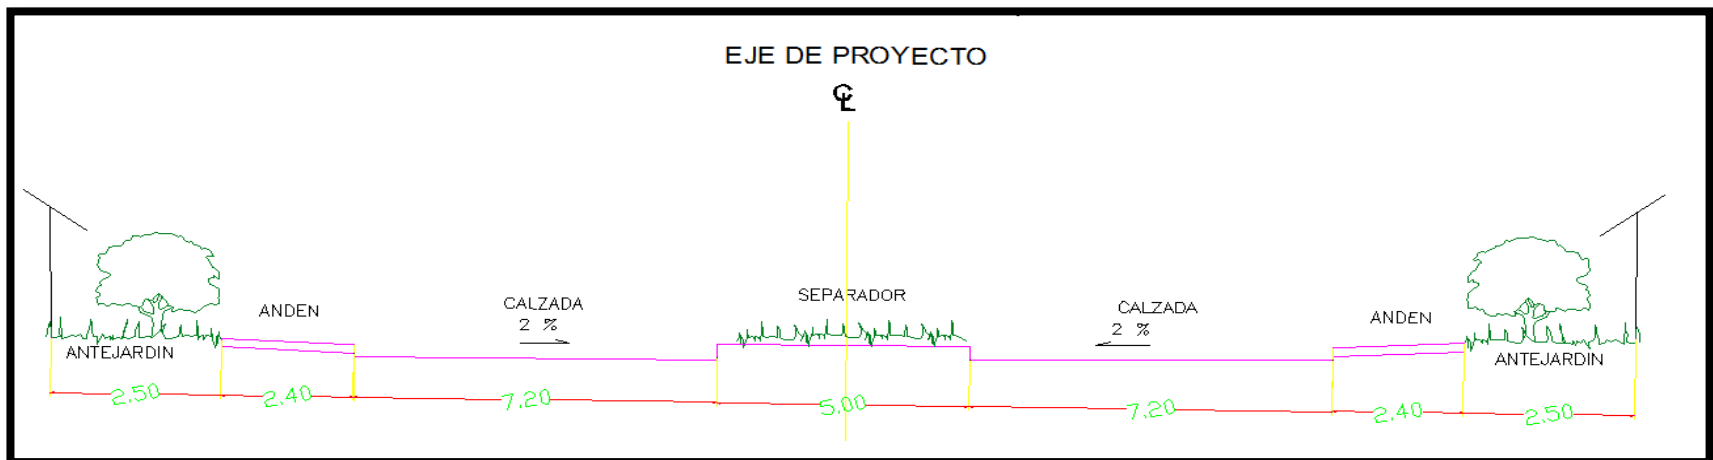 EJE DE PROYECTO
℄
CALZADA
2 %
SEPARADOR
CALZADA
2 %
ANDEN
ANDEN
ANTEJARDIN
ANTEJARDIN
2.50
2.40
7.20
5.00
7.20
2.40
2.50